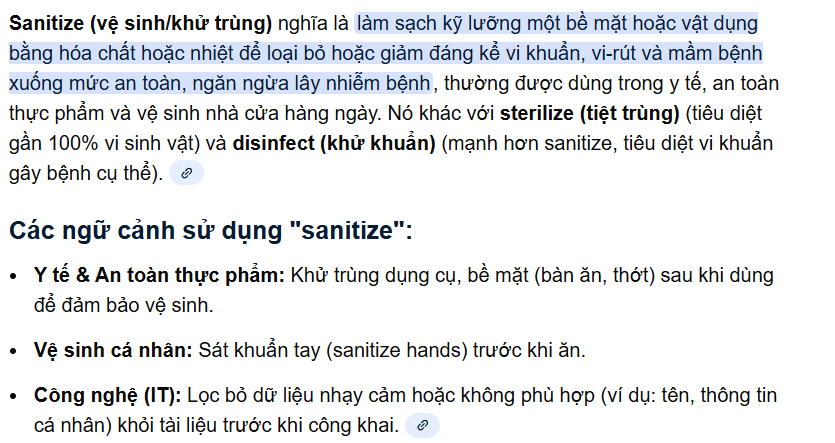 Sanitize (vệ sinh/khử trùng) nghĩa là làm sạch kỹ lưỡng một bề mặt hoặc vật dụng
bằng hóa chất hoặc nhiệt để loại bỏ hoặc giảm đáng kể vi khuẩn, vi-rút và mầm bệnh
xuống mức an toàn, ngăn ngừa lây nhiễm bệnh, thường được dùng trong y tế, an toàn
thực phẩm và vệ sinh nhà cửa hàng ngày. Nó khác với sterilize (tiệt trùng) (tiêu diệt
gần 100% vi sinh vật) và disinfect (khử khuẩn) (mạnh hơn sanitize, tiêu diệt vi khuẩn
gây bệnh cụ thể).
Các ngữ cảnh sử dụng "sanitize":
• Y tế & An toàn thực phẩm: Khử trùng dụng cụ, bề mặt (bàn ăn, thớt) sau khi dùng
để đảm bảo vệ sinh.
• Vệ sinh cá nhân: Sát khuẩn tay (sanitize hands) trước khi ăn.
• Công nghệ (IT): Lọc bỏ dữ liệu nhạy cảm hoặc không phù hợp (ví dụ: tên, thông tin
cá nhân) khỏi tài liệu trước khi công khai.